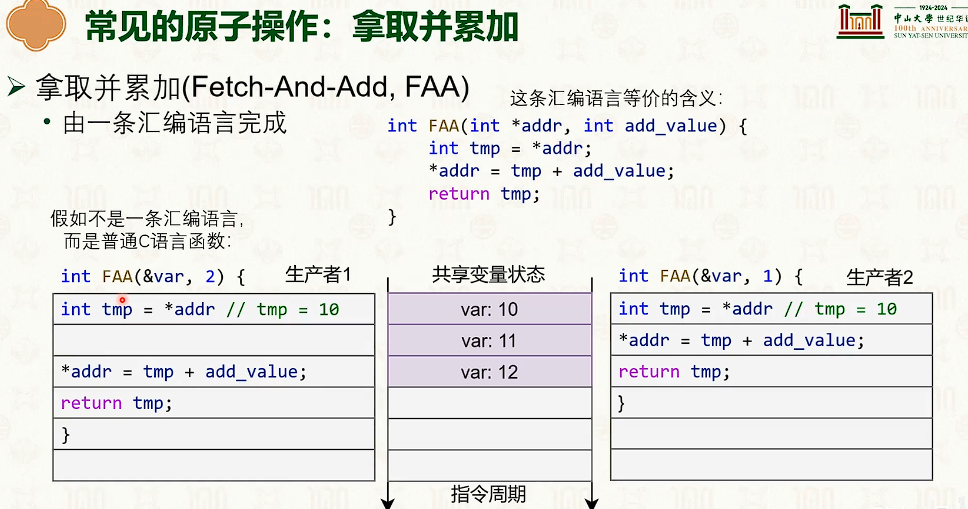 常见的原子操作：拿取并累加
1924-2024
中山大學 世纪华诞
100th ANNIVERSARY
SUN YAT-SEN UNIVERSITY
➢ 拿取并累加(Fetch-And-Add, FAA)
• 由一条汇编语言完成
这条汇编语言等价的含义：
int FAA(int *addr, int add_value) {
int tmp = *addr;
*addr = tmp + add_value;
return tmp;
}
假如不是一条汇编语言，
而是普通C语言函数：
int FAA(&var, 2) { 生产者1
int tmp = *addr // tmp = 10
*addr = tmp + add_value;
return tmp;
}
共享变量状态
var: 10
var: 11
var: 12
指令周期
int FAA(&var, 1) { 生产者2
int tmp = *addr // tmp = 10
*addr = tmp + add_value;
return tmp;
}